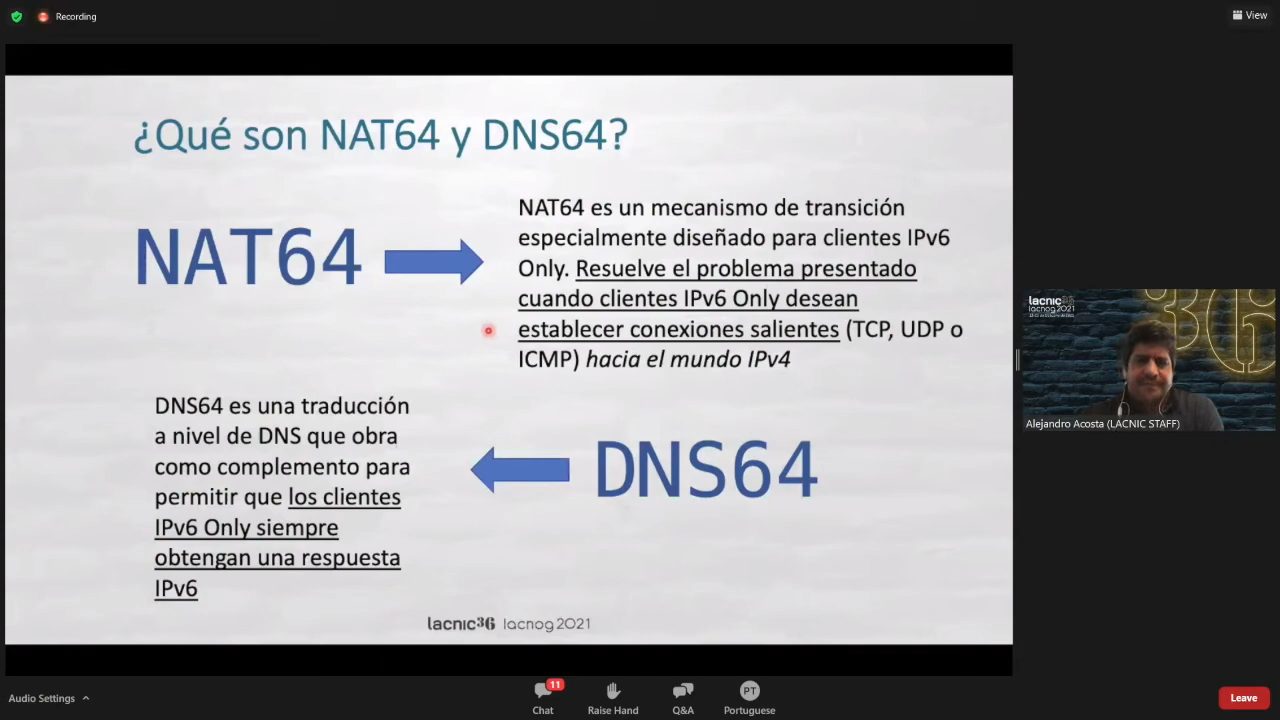 Recording
View
¿Qué son NAT64 y DNS64?
NAT64
NAT64 es un mecanismo de transición
especialmente diseñado para clientes IPv6
Only. Resuelve el problema presentado
cuando clientes IPv6 Only desean
establecer conexiones salientes (TCP, UDP o
ICMP) hacia el mundo IPv4
DNS64 es una traducción
a nivel de DNS que obra
como complemento para
permitir que los clientes
IPv6 Only siempre
obtengan una respuesta
IPv6
DNS64
lacnic36 lacnog2021
lacnic36
lacnog2021
Alejandro Acosta (LACNIC STAFF)
Audio Settings
11
Chat
Raise Hand
Q&A
PT
Portuguese
Leave